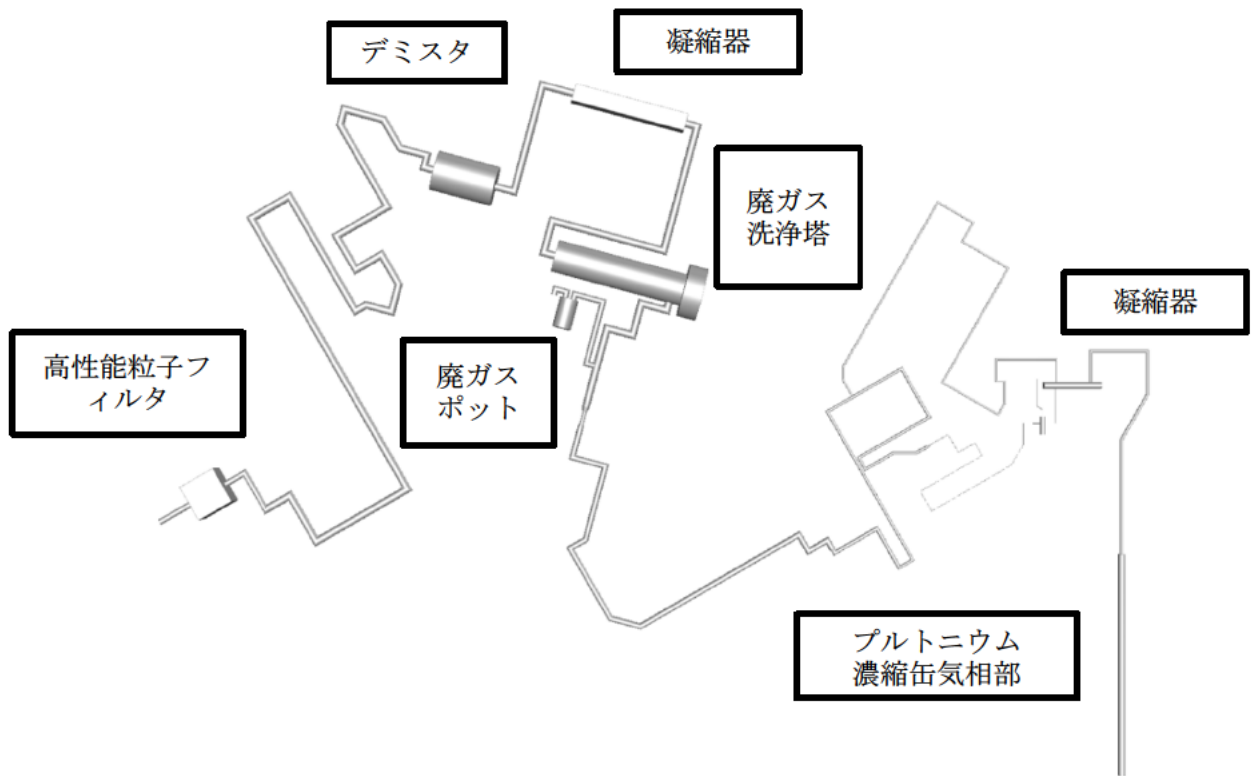 デミスタ
凝縮器
廃ガス
洗浄塔
凝縮器
高性能粒子フ
ィルタ
廃ガス
ポット
プルトニウム
濃縮缶気相部